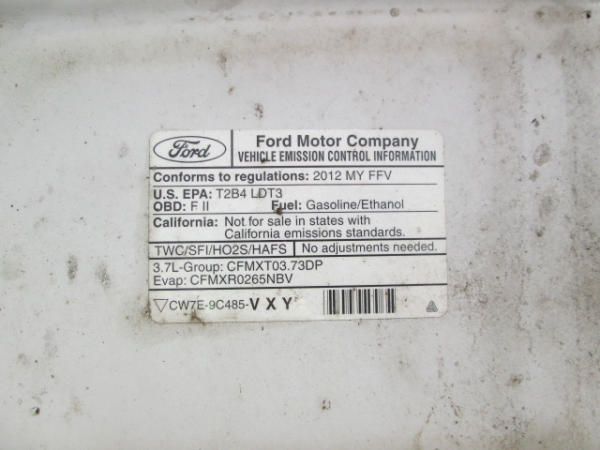 Ford
Ford Motor Company
VEHICLE EMISSION CONTROL INFORMATION
Conforms to regulations: 2012 MY FFV
U.S. EPA: T2B4 LDT3
OBD: F II Fuel: Gasoline/Ethanol
California: Not for sale in states with
California emissions standards.
TWC/SFI/HO2S/HAFS No adjustments needed.
3.7L-Group: CFMXT03.73DP
Evap: CFMXR0265NBV
CW7E-9C485-V X Y